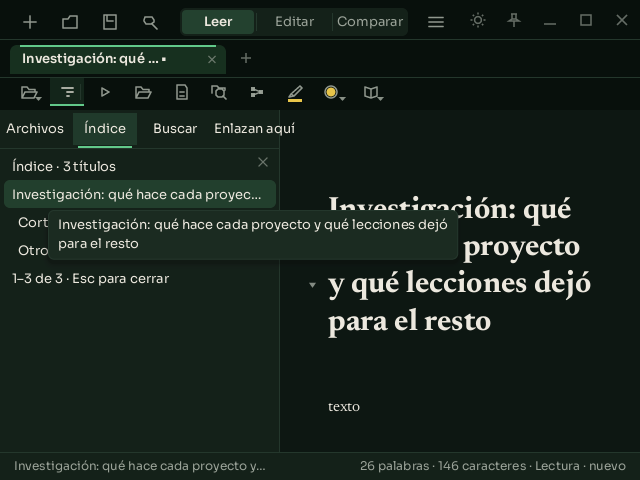 Leer
Editar
Comparar
Investigación: qué ... •
Archivos
Índice
Buscar
Enlazan aquí
Índice · 3 títulos
Investigación: qué hace cada proyec...
Cort
Otro
1–3 de 3 · Esc para cerrar
Investigación: qué hace cada proyecto y qué lecciones dejó
para el resto
Investigación: qué
proyecto
y qué lecciones dejó
para el resto
texto
Investigación: qué hace cada proyecto y...
26 palabras · 146 caracteres · Lectura · nuevo